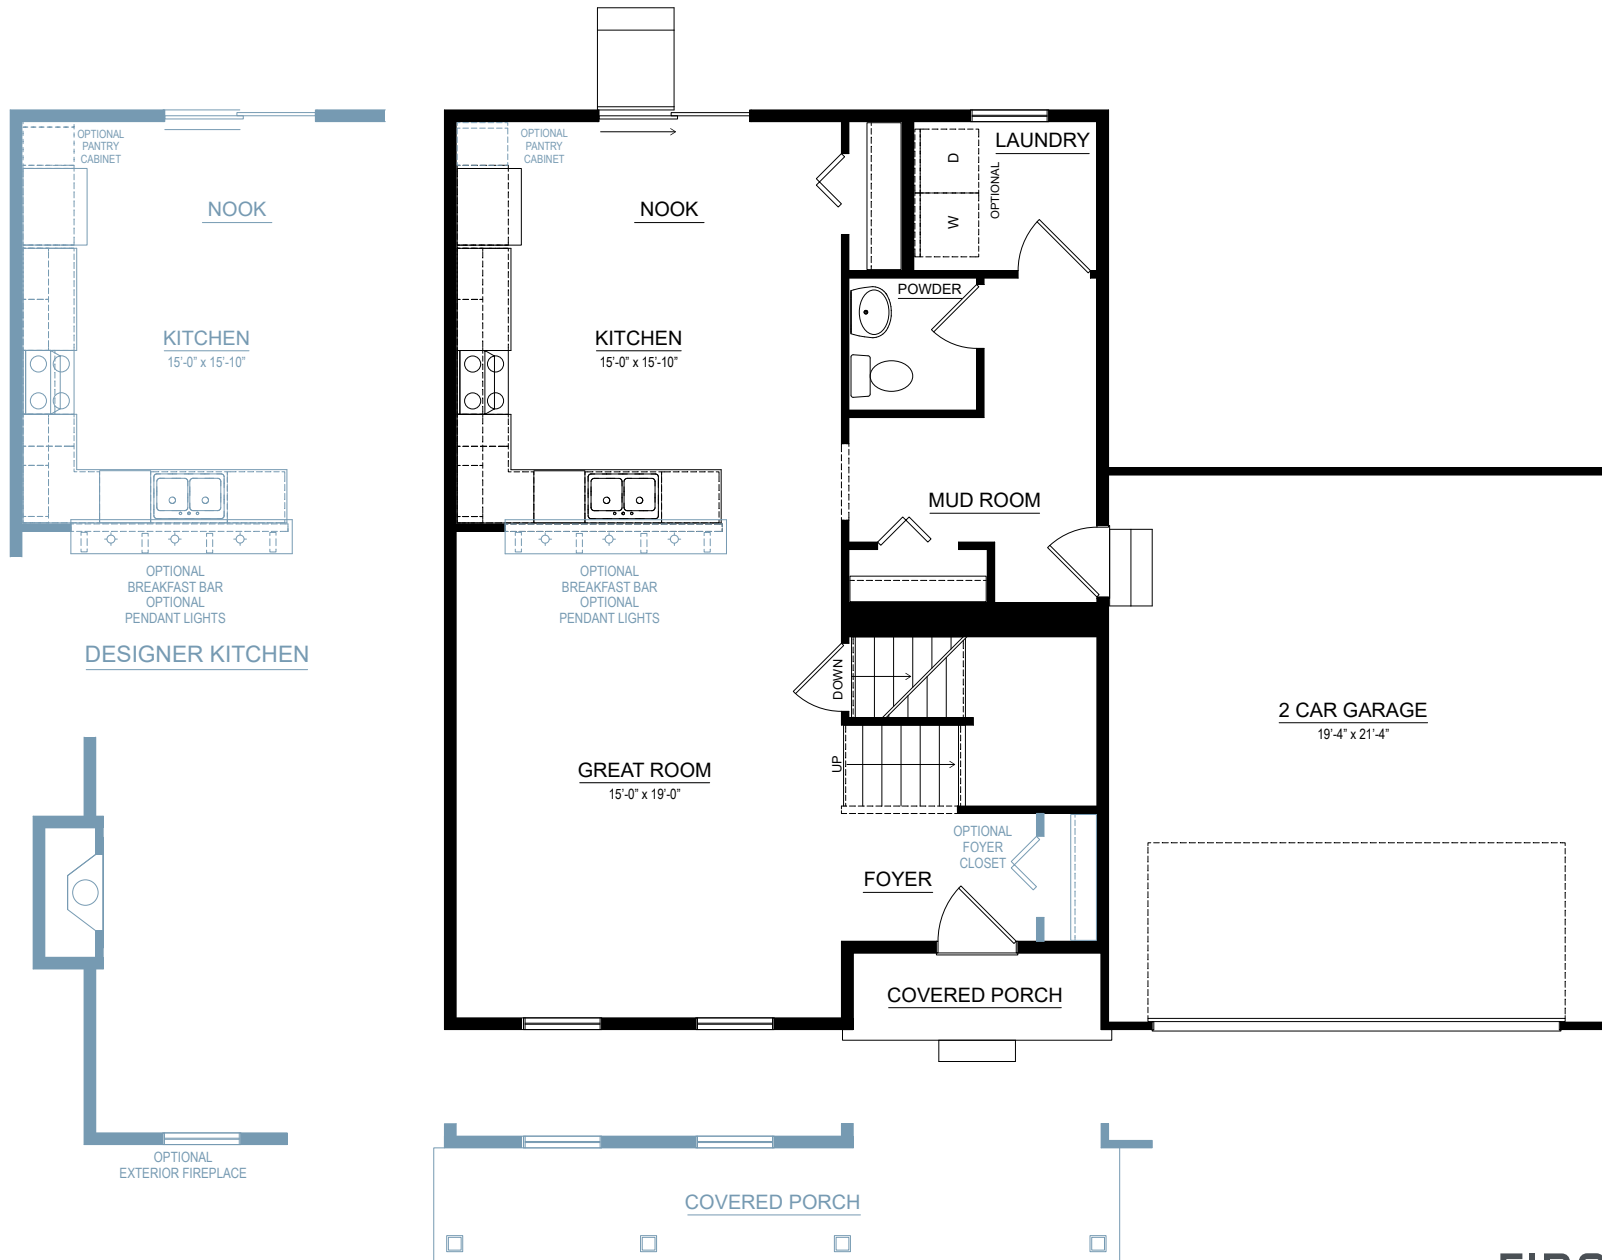 OPTIONAL
PANTRY
CABINET
NOOK
KITCHEN
15'-0" x 15'-10"
OPTIONAL
BREAKFAST BAR
OPTIONAL
PENDANT LIGHTS
DESIGNER KITCHEN
OPTIONAL
EXTERIOR FIREPLACE
OPTIONAL
PANTRY
CABINET
NOOK
KITCHEN
15'-0" x 15'-10"
OPTIONAL
BREAKFAST BAR
OPTIONAL
PENDANT LIGHTS
GREAT ROOM
15'-0" x 19'-0"
LAUNDRY
D
W
OPTIONAL
POWDER
MUD ROOM
DOWN
UP
OPTIONAL
FOYER
CLOSET
FOYER
COVERED PORCH
2 CAR GARAGE
19'-4" x 21'-4"
COVERED PORCH